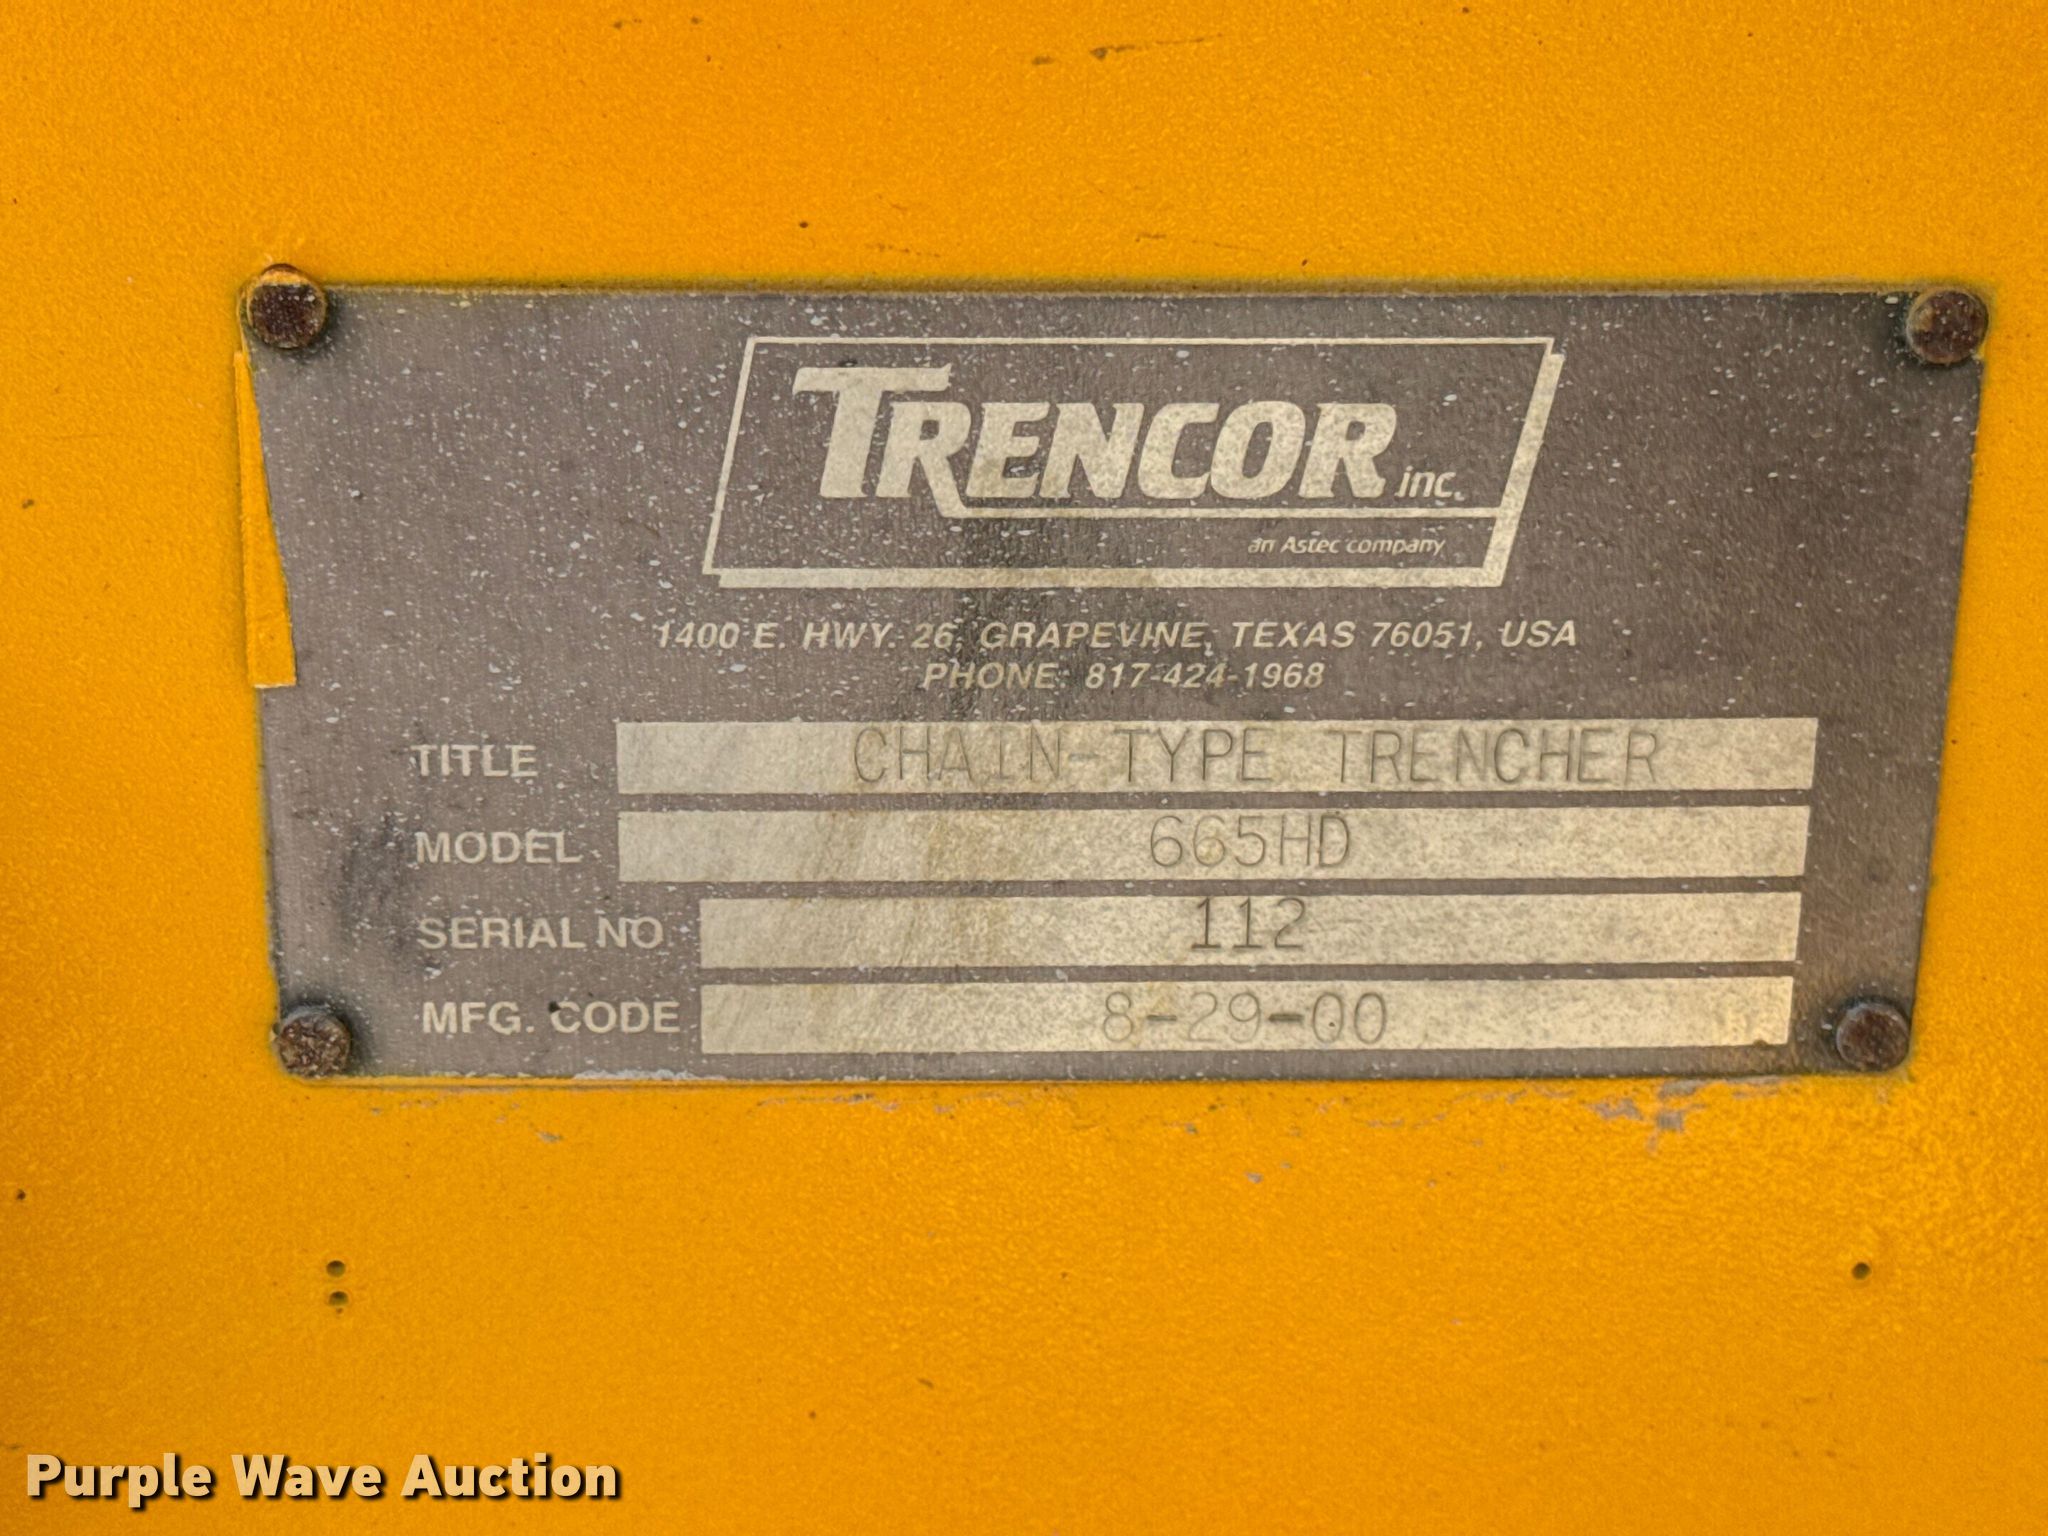 TRENCOR inc.
an Astec company
1400 E. HWY. 26, GRAPEVINE, TEXAS 76051, USA
PHONE: 817-424-1968
TITLE CHAIN-TYPE TRENCHER
MODEL 665HD
SERIAL NO. 112
MFG. CODE 8-29-00
Purple Wave Auction